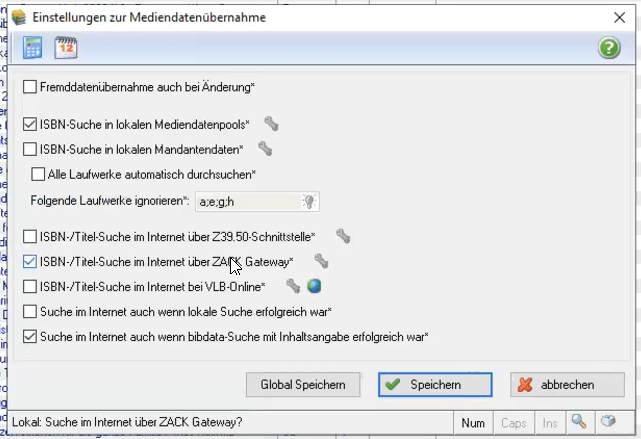 Einstellungen zur Mediendatenübernahme
12
Fremddatenübernahme auch bei Änderung*
ISBN-Suche in lokalen Mediendatenpools*
ISBN-Suche in lokalen Mandantendaten*
Alle Laufwerke automatisch durchsuchen*
Folgende Laufwerke ignorieren*: a;e;g;h
ISBN-/Titel-Suche im Internet über Z39.50-Schnittstelle*
ISBN-/Titel-Suche im Internet über ZACK Gateway*
ISBN-/Titel-Suche im Internet bei VLB-Online*
Suche im Internet auch wenn lokale Suche erfolgreich war*
Suche im Internet auch wenn bibdata-Suche mit Inhaltsangabe erfolgreich war*
Global Speichern Speichern abbrechen
Lokal: Suche im Internet über ZACK Gateway? Num Caps Ins